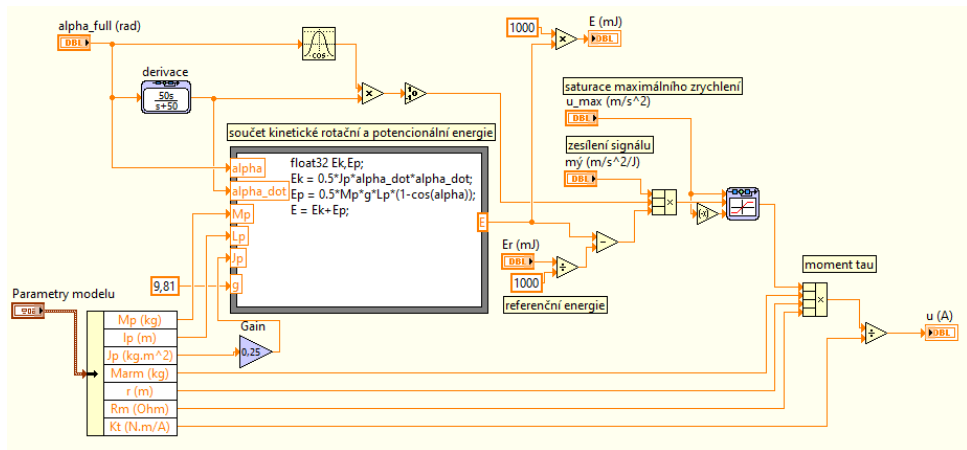 alpha_full (rad)
DBL
cos
derivace
50s
s+50
×
1000
×
E (mJ)
DBL
saturace maximálního zrychlení
u_max (m/s^2)
DBL
zesílení signálu
mý (m/s^2/J)
DBL
×
(-x)
součet kinetické rotační a potencionální energie
alpha
alpha_dot
Mp
Lp
Jp
g
float32 Ek,Ep;
Ek = 0.5*Jp*alpha_dot*alpha_dot;
Ep = 0.5*Mp*g*Lp*(1-cos(alpha));
E = Ek+Ep;
E
Er (mJ)
DBL
1000
÷
−
referenční energie
moment tau
×
÷
u (A)
DBL
9,81
Gain
0,25
Parametry modelu
Mp (kg)
lp (m)
Jp (kg.m^2)
Marm (kg)
r (m)
Rm (Ohm)
Kt (N.m/A)